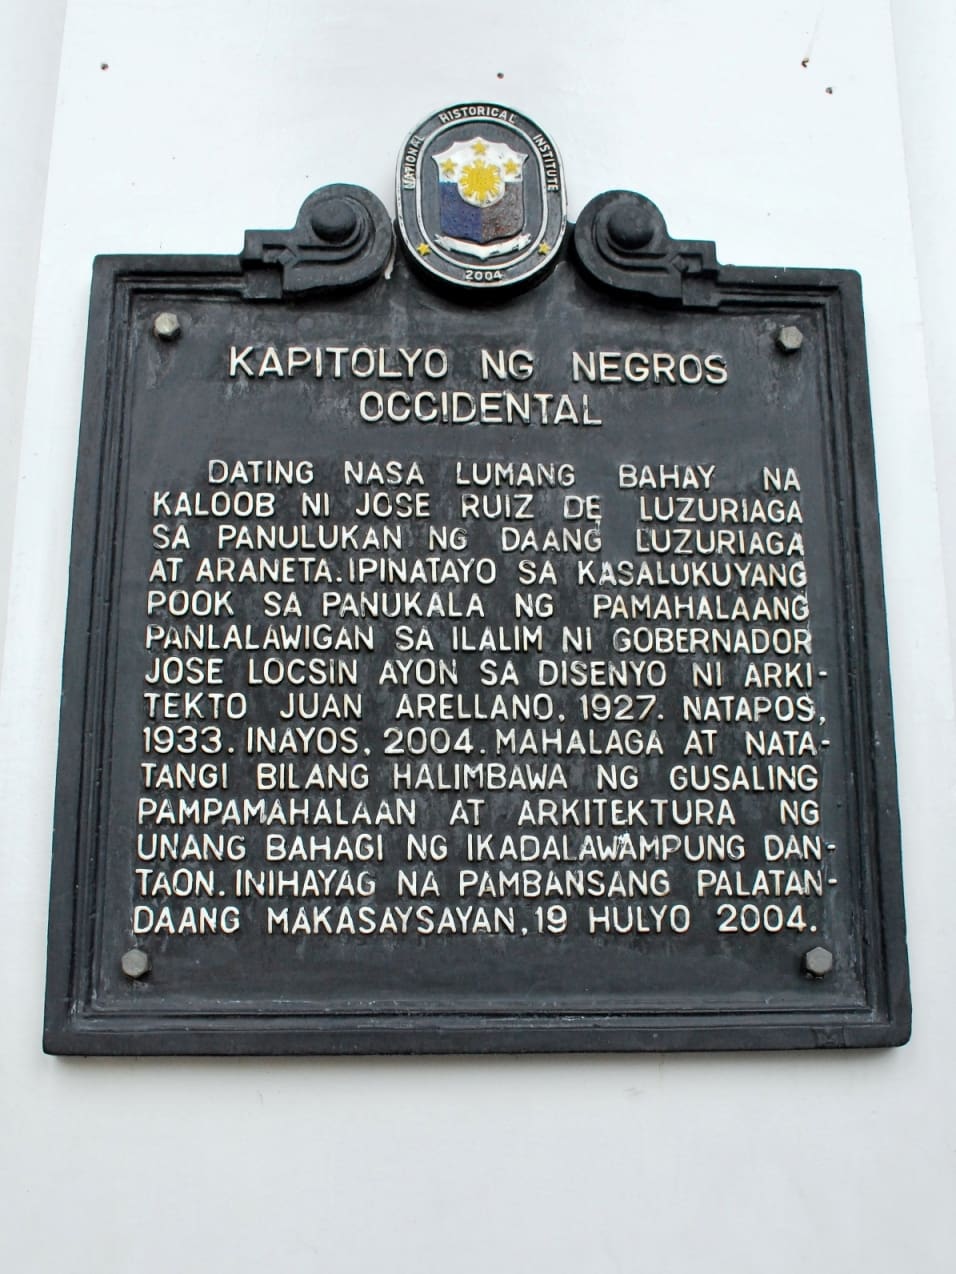 NATIONAL HISTORICAL INSTITUTE
2004
KAPITOLYO NG NEGROS
OCCIDENTAL
DATING NASA LUMANG BAHAY NA
KALOOB NI JOSE RUIZ DE LUZURIAGA
SA PANULUKAN NG DAANG LUZURIAGA
AT ARANETA. IPINATAYO SA KASALUKUYANG
POOK SA PANUKALA NG PAMAHALAANG
PANLALAWIGAN SA ILALIM NI GOBERNADOR
JOSE LOCSIN AYON SA DISENYO NI ARKI-
TEKTO JUAN ARELLANO, 1927. NATAPOS,
1933. INAYOS, 2004. MAHALAGA AT NATA-
TANGI BILANG HALIMBAWA NG GUSALING
PAMPAMAHALAAN AT ARKITEKTURA NG
UNANG BAHAGI NG IKADALAWAMPUNG DAN-
TAON. INIHAYAG NA PAMBANSANG PALATAN-
DAANG MAKASAYSAYAN, 19 HULYO 2004.